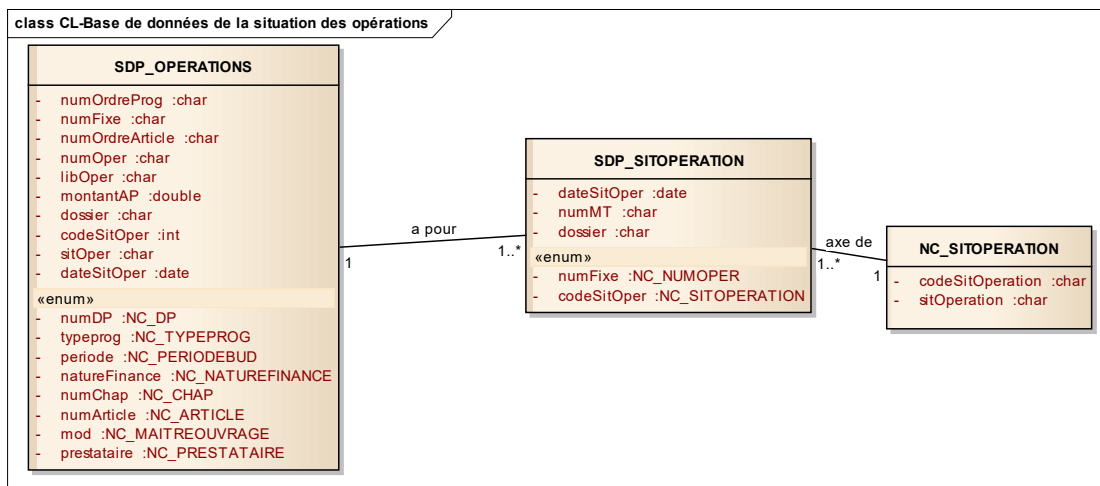 class CL-Base de données de la situation des opérations
SDP_OPERATIONS
- numOrdreProg :char
- numFixe :char
- numOrdreArticle :char
- numOper :char
- libOper :char
- montantAP :double
- dossier :char
- codeSitOper :int
- sitOper :char
- dateSitOper :date
«enum»
- numDP :NC_DP
- typeprog :NC_TYPEPROG
- periode :NC_PERIODEBUD
- natureFinance :NC_NATUREFINANCE
- numChap :NC_CHAP
- numArticle :NC_ARTICLE
- mod :NC_MAITREOUVRAGE
- prestataire :NC_PRESTATAIRE
a pour
1
1..*
SDP_SITOPERATION
- dateSitOper :date
- numMT :char
- dossier :char
«enum»
- numFixe :NC_NUMOPER
- codeSitOper :NC_SITOPERATION
axe de
1..*
1
NC_SITOPERATION
- codeSitOperation :char
- sitOperation :char